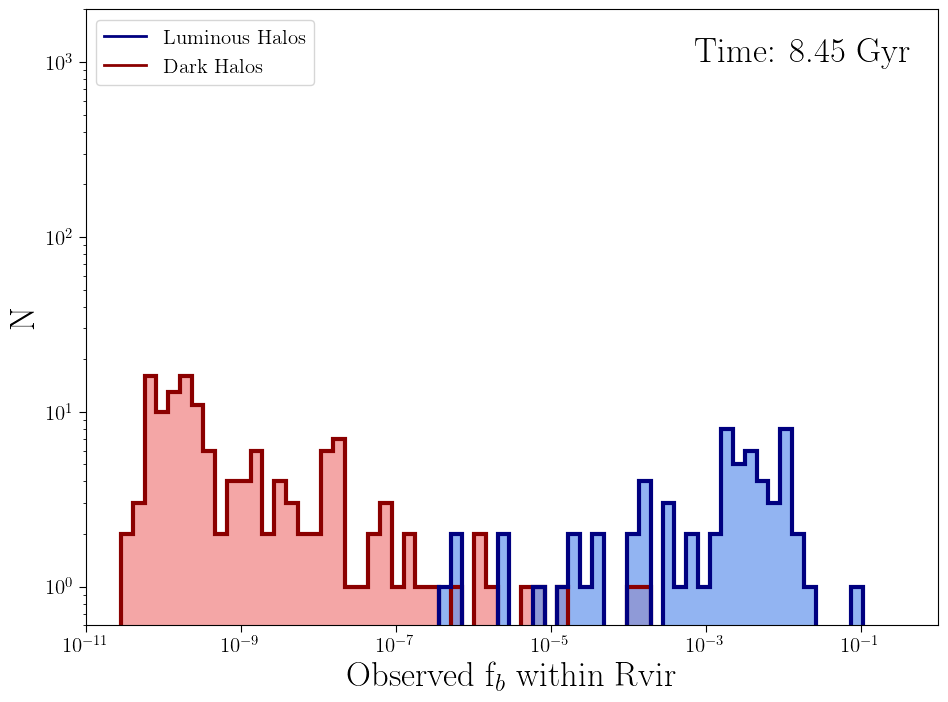 Luminous Halos
Dark Halos
Time: 8.45 Gyr
10³
10²
10¹
10⁰
N
10⁻¹¹ 10⁻⁹ 10⁻⁷ 10⁻⁵ 10⁻³ 10⁻¹
Observed f_b within Rvir